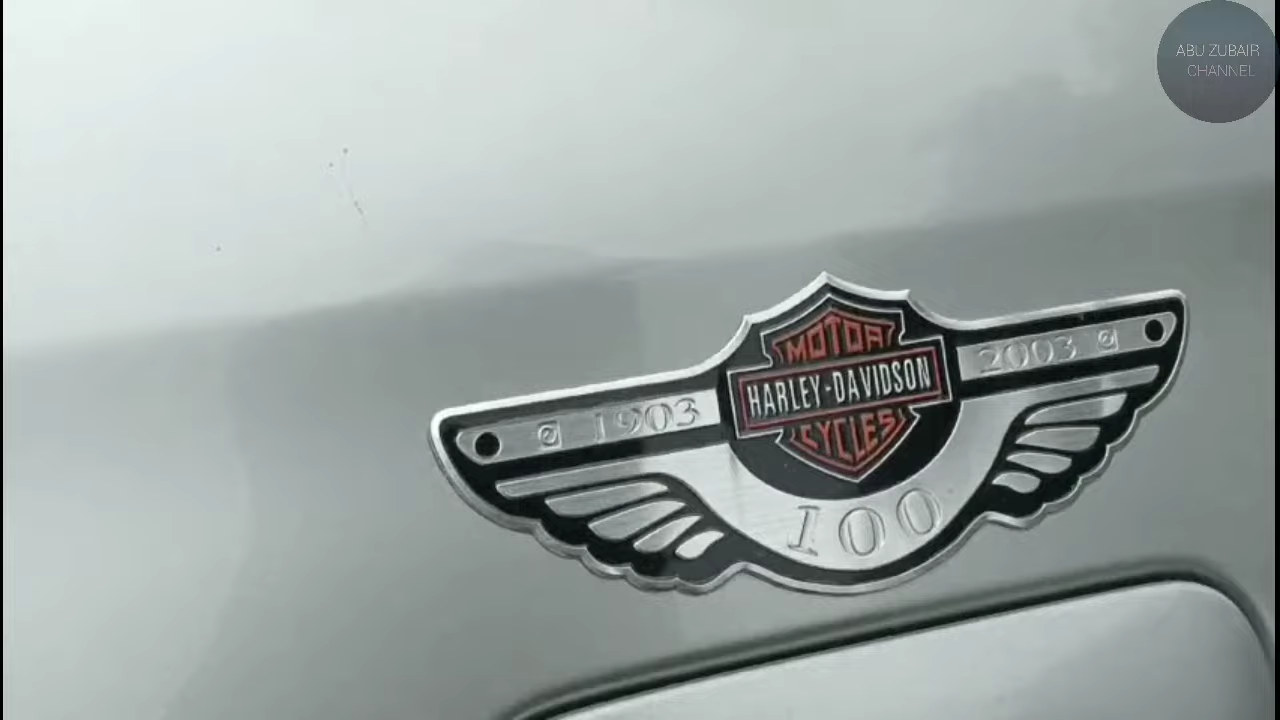 ABU ZUBAIR
CHANNEL
MOTOR
HARLEY-DAVIDSON
CYCLES
1903
2003
100